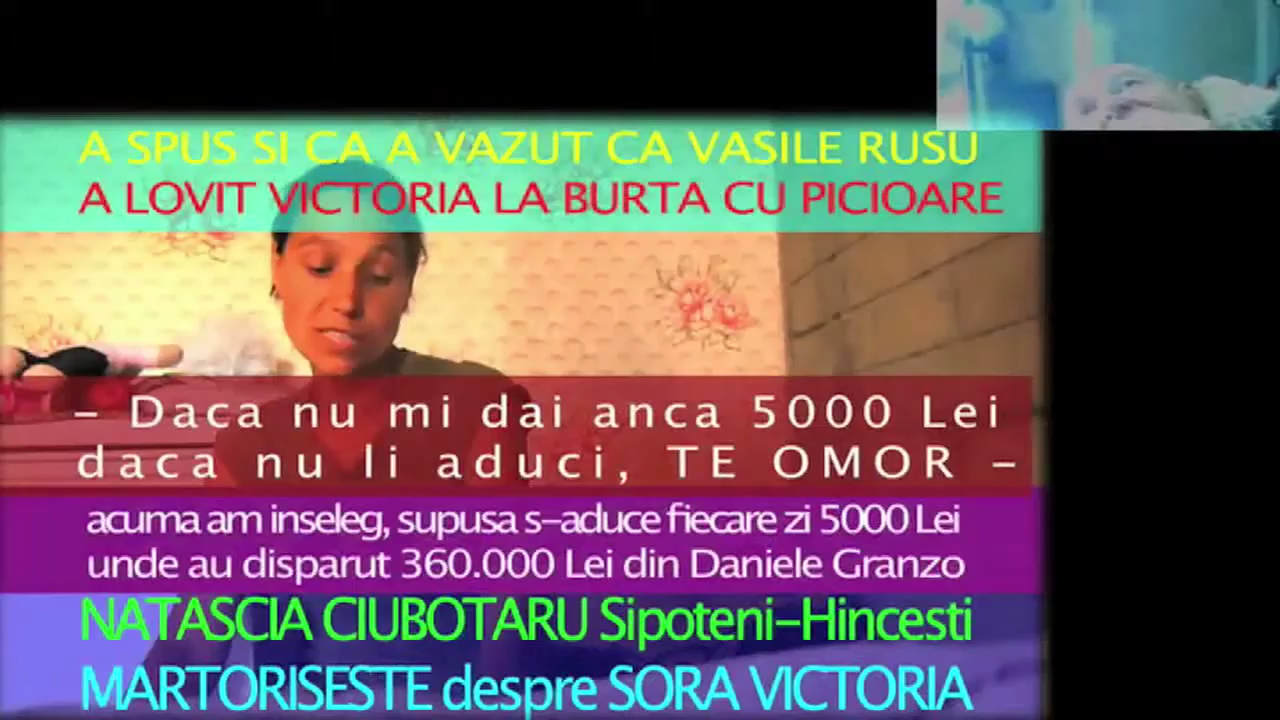 A SPUS SI CA A VAZUT CA VASILE RUSU
A LOVIT VICTORIA LA BURTA CU PICIOARE
– Daca nu mi dai anca 5000 Lei
daca nu li aduci, TE OMOR –
acuma am inseleg, supusa s–aduce fiecare zi 5000 Lei
unde au disparut 360.000 Lei din Daniele Granzo
NATASCIA CIUBOTARU Sipoteni–Hincesti
MARTORISESTE despre SORA VICTORIA